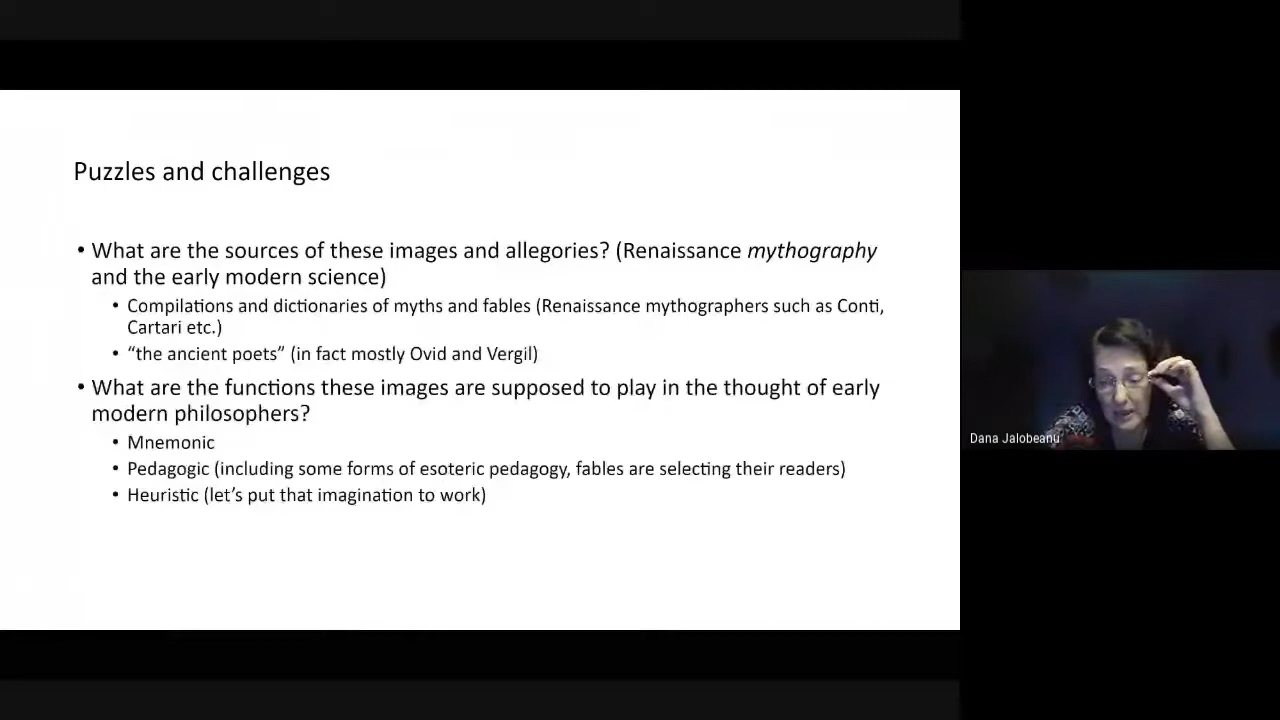 Puzzles and challenges
• What are the sources of these images and allegories? (Renaissance mythography
and the early modern science)
• Compilations and dictionaries of myths and fables (Renaissance mythographers such as Conti,
Cartari etc.)
• “the ancient poets” (in fact mostly Ovid and Vergil)
• What are the functions these images are supposed to play in the thought of early
modern philosophers?
• Mnemonic
• Pedagogic (including some forms of esoteric pedagogy, fables are selecting their readers)
• Heuristic (let’s put that imagination to work)
Dana Jalobeanu